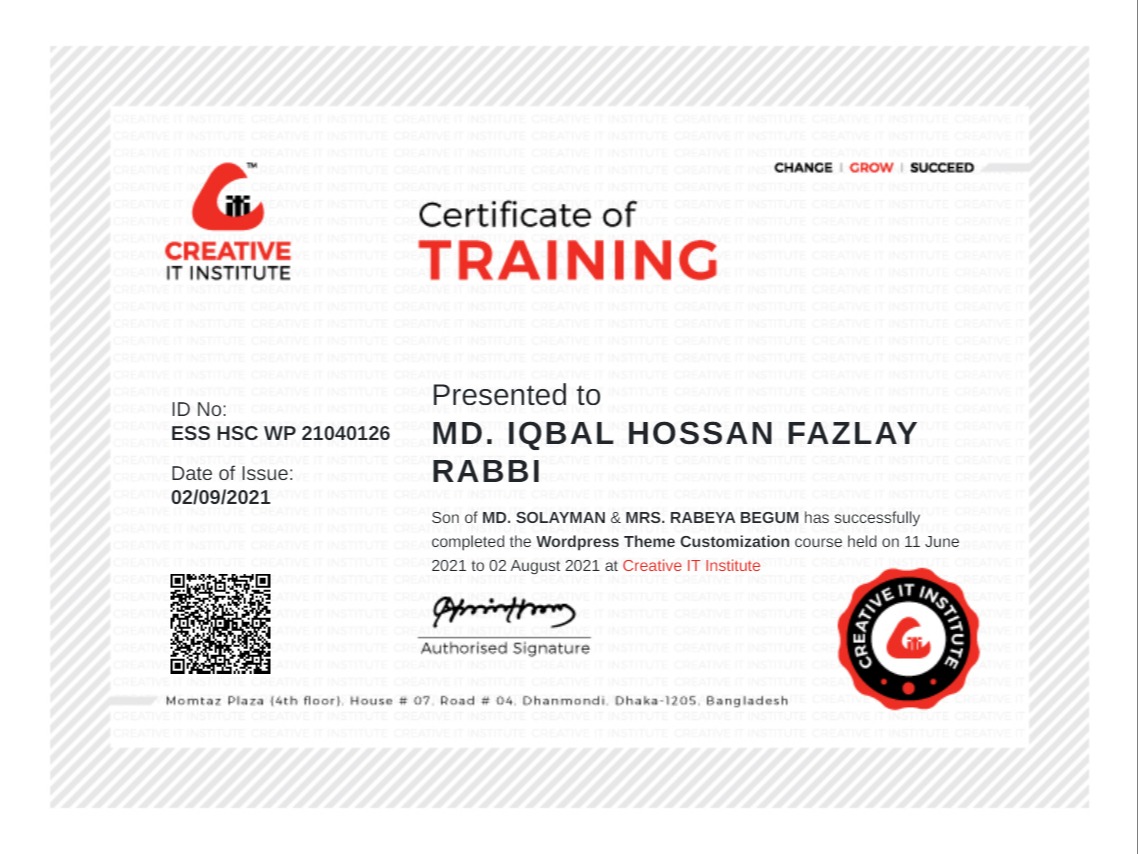 CHANGE | GROW | SUCCEED
iti ™
CREATIVE
IT INSTITUTE
Certificate of
TRAINING
ID No:
ESS HSC WP 21040126
Date of Issue:
02/09/2021
Presented to
MD. IQBAL HOSSAN FAZLAY
RABBI
Son of MD. SOLAYMAN & MRS. RABEYA BEGUM has successfully
completed the Wordpress Theme Customization course held on 11 June
2021 to 02 August 2021 at Creative IT Institute
Authorised Signature
CREATIVE IT INSTITUTE
iti
Momtaz Plaza (4th floor), House # 07, Road # 04, Dhanmondi, Dhaka-1205, Bangladesh